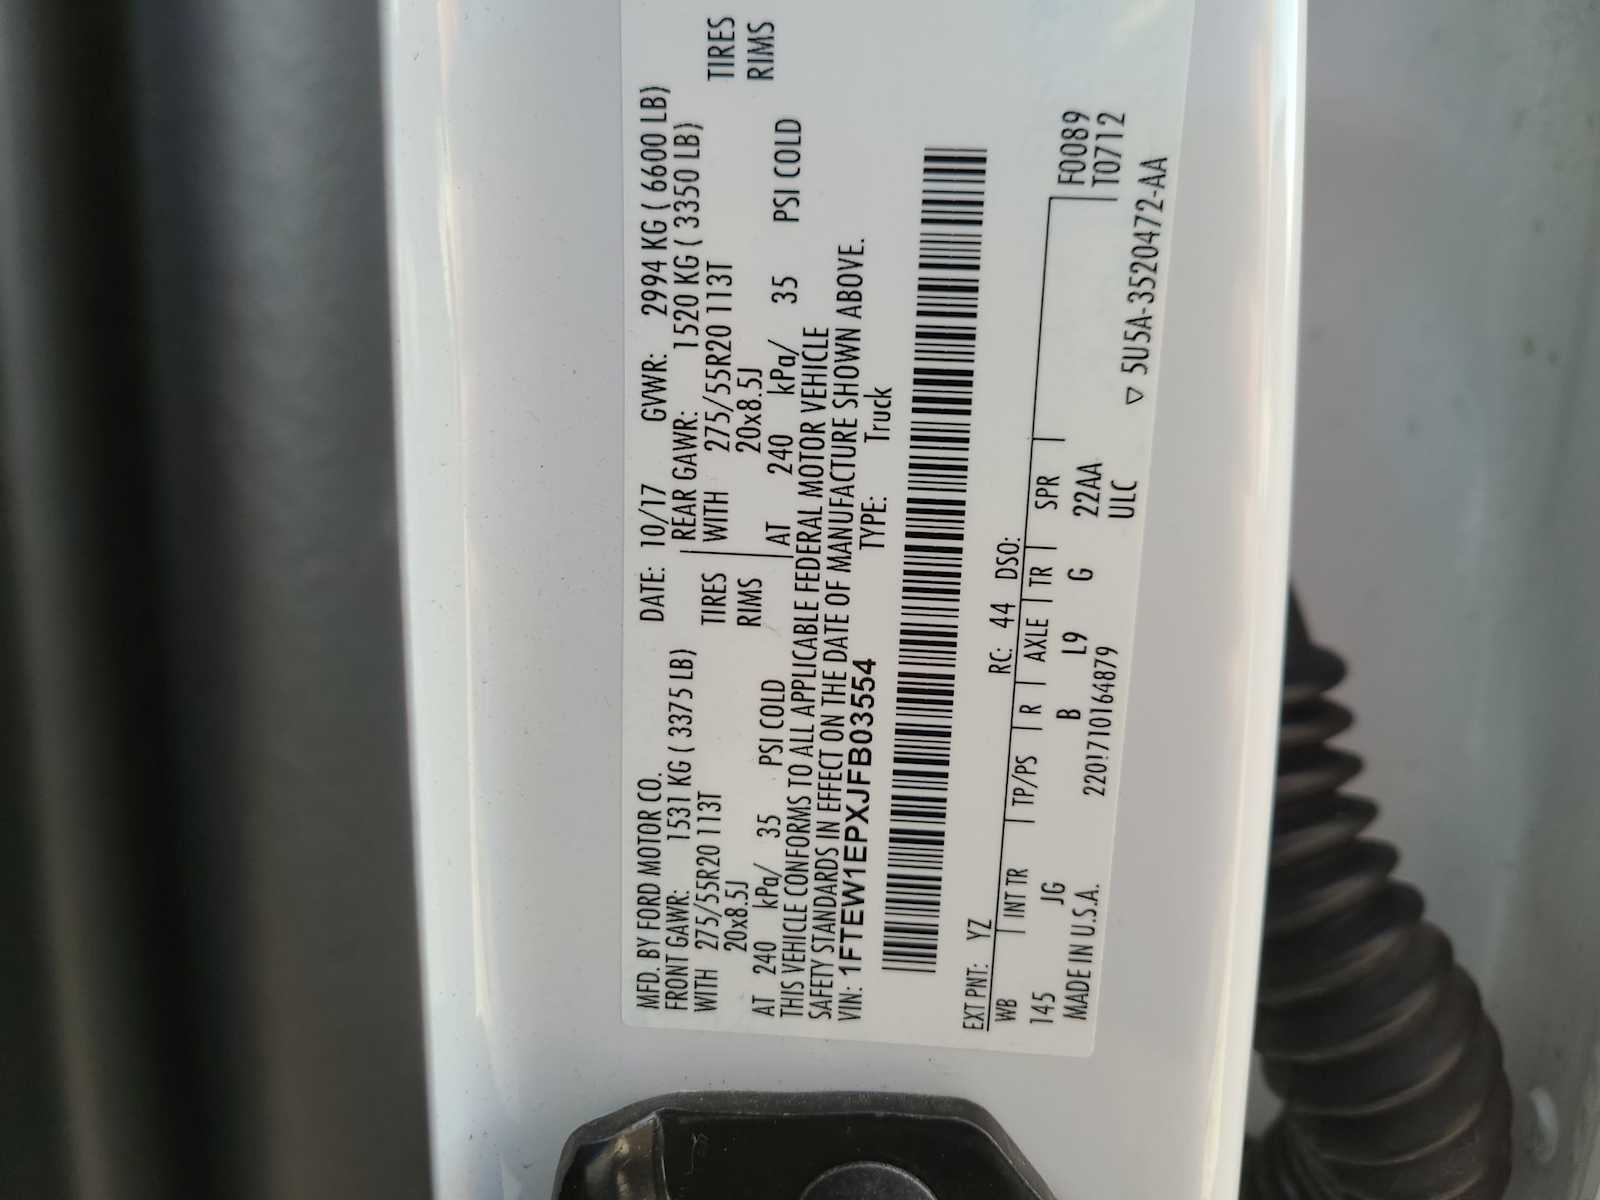 MFD. BY FORD MOTOR CO. DATE: 10/17 GVWR: 2994 KG ( 6600 LB)
FRONT GAWR: 1531 KG ( 3375 LB) REAR GAWR: 1520 KG ( 3350 LB)
WITH 275/55R20 113T TIRES WITH 275/55R20 113T TIRES
20x8.5J RIMS 20x8.5J RIMS
AT 240 kPa/ 35 PSI COLD AT 240 kPa/ 35 PSI COLD
THIS VEHICLE CONFORMS TO ALL APPLICABLE FEDERAL MOTOR VEHICLE
SAFETY STANDARDS IN EFFECT ON THE DATE OF MANUFACTURE SHOWN ABOVE.
VIN: 1FTEW1EPXJFB03554 TYPE: Truck
EXT PNT: YZ RC: 44 DSO:
WB INT TR TP/PS R AXLE TR SPR F0089
145 JG B L9 G 22AA T0712
MADE IN U.S.A. 220!710164879 ULC
▽ 5U5A-3520472-AA